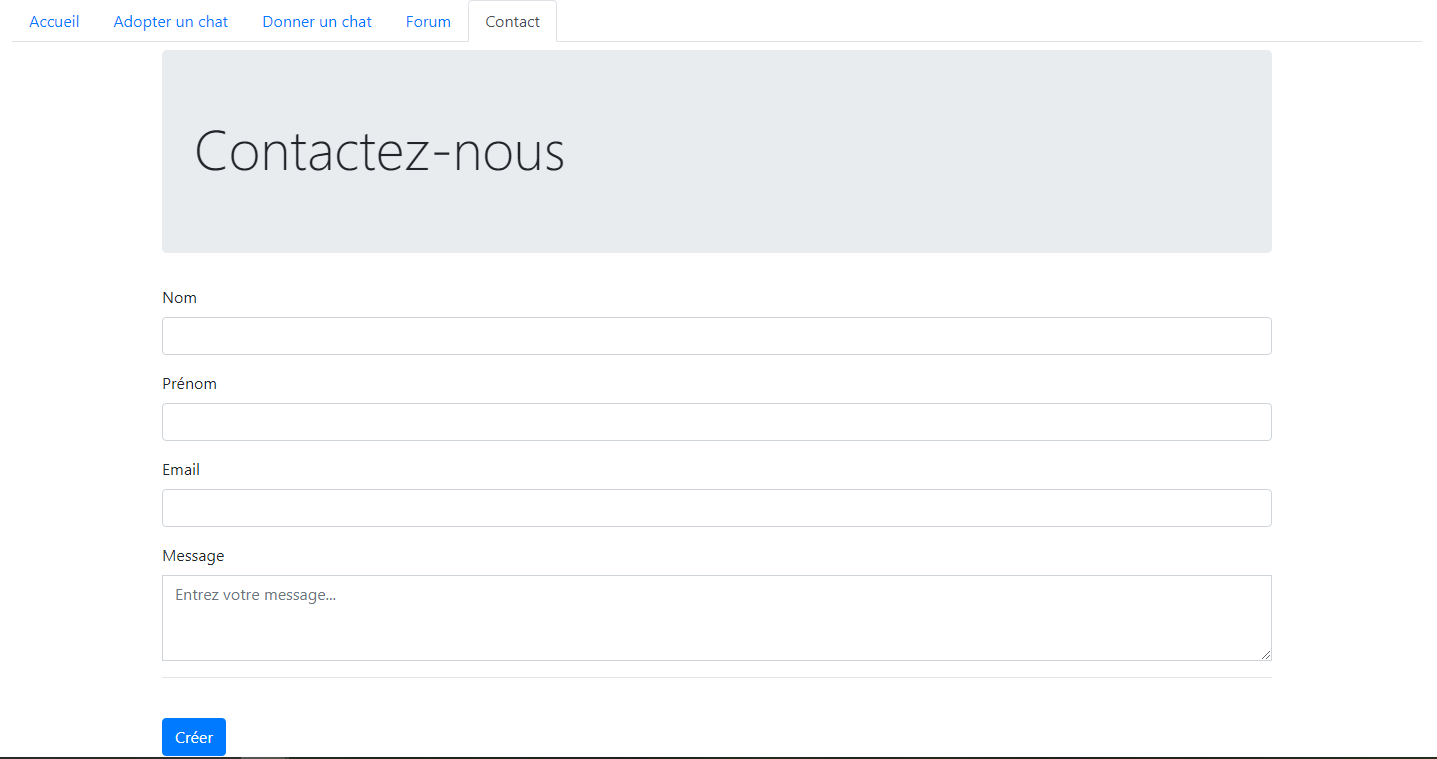 Accueil Adopter un chat Donner un chat Forum Contact
Contactez-nous
Nom
Prénom
Email
Message
Entrez votre message...
Créer